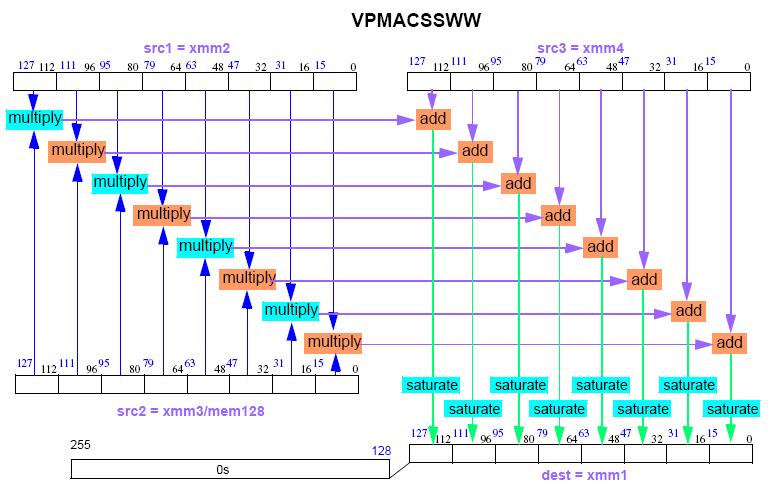 VPMACSSWW
src1 = xmm2
src3 = xmm4
127 112 111 96 95 80 79 64 63 48 47 32 31 16 15 0
127 112 111 96 95 80 79 64 63 48 47 32 31 16 15 0
multiply add
multiply add
multiply add
multiply add
multiply add
multiply add
multiply add
multiply add
127 112 111 96 95 80 79 64 63 48 47 32 31 16 15 0
src2 = xmm3/mem128
saturate saturate saturate saturate
saturate saturate saturate saturate
255 128
0s
127 112 111 96 95 80 79 64 63 48 47 32 31 16 15 0
dest = xmm1